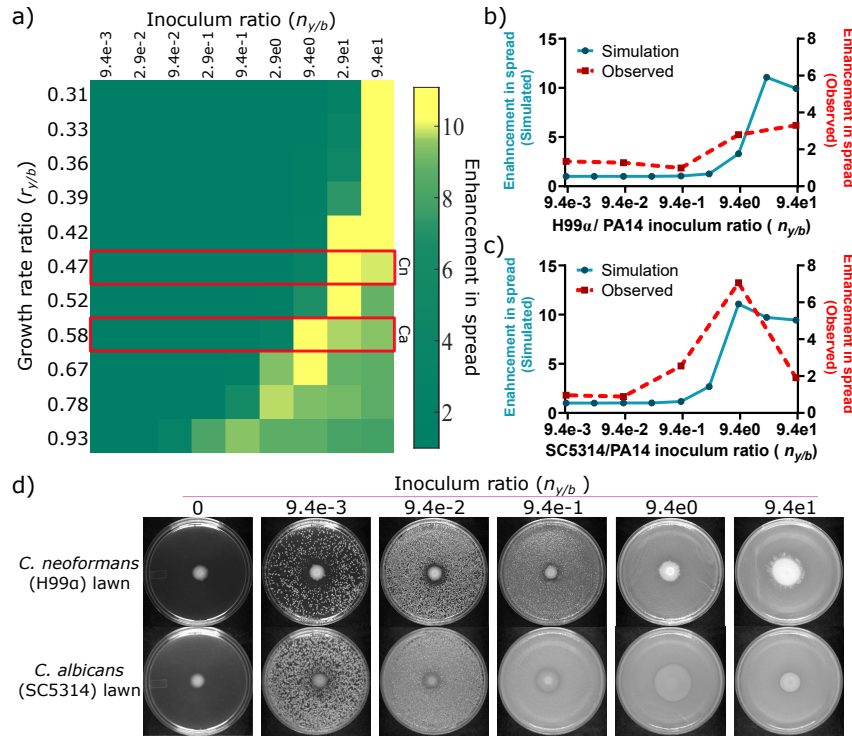 a)
Inoculum ratio (n_y/b)
9.4e-3
2.9e-2
9.4e-2
2.9e-1
9.4e-1
2.9e0
9.4e0
2.9e1
9.4e1
Growth rate ratio (r_y/b)
0.31
0.33
0.36
0.39
0.42
0.47
0.52
0.58
0.67
0.78
0.93
Cn
Ca
10
8
6
4
2
Enhancement in spread
b)
Enahncement in spread
(Simulated)
15
10
5
0
Simulation
Observed
8
6
4
2
0
Enhancement in spread
(Observed)
9.4e-3 9.4e-2 9.4e-1 9.4e0 9.4e1
H99α/ PA14 inoculum ratio ( n_y/b)
c)
Enahncement in spread
(Simulated)
15
10
5
0
Simulation
Observed
8
6
4
2
0
Enhancement in spread
(Observed)
9.4e-3 9.4e-2 9.4e-1 9.4e0 9.4e1
SC5314/PA14 inoculum ratio ( n_y/b)
d)
Inoculum ratio (n_y/b )
0 9.4e-3 9.4e-2 9.4e-1 9.4e0 9.4e1
C. neoformans
(H99α) lawn
C. albicans
(SC5314) lawn